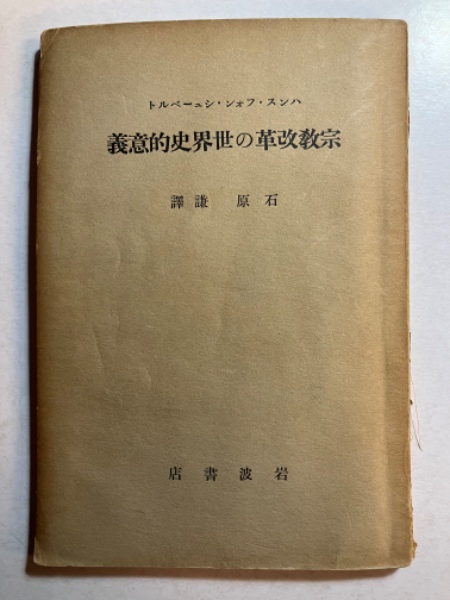 ハンス・フォン・シューベルト
宗教改革の世界史的意義
石原謙譯
岩波書店